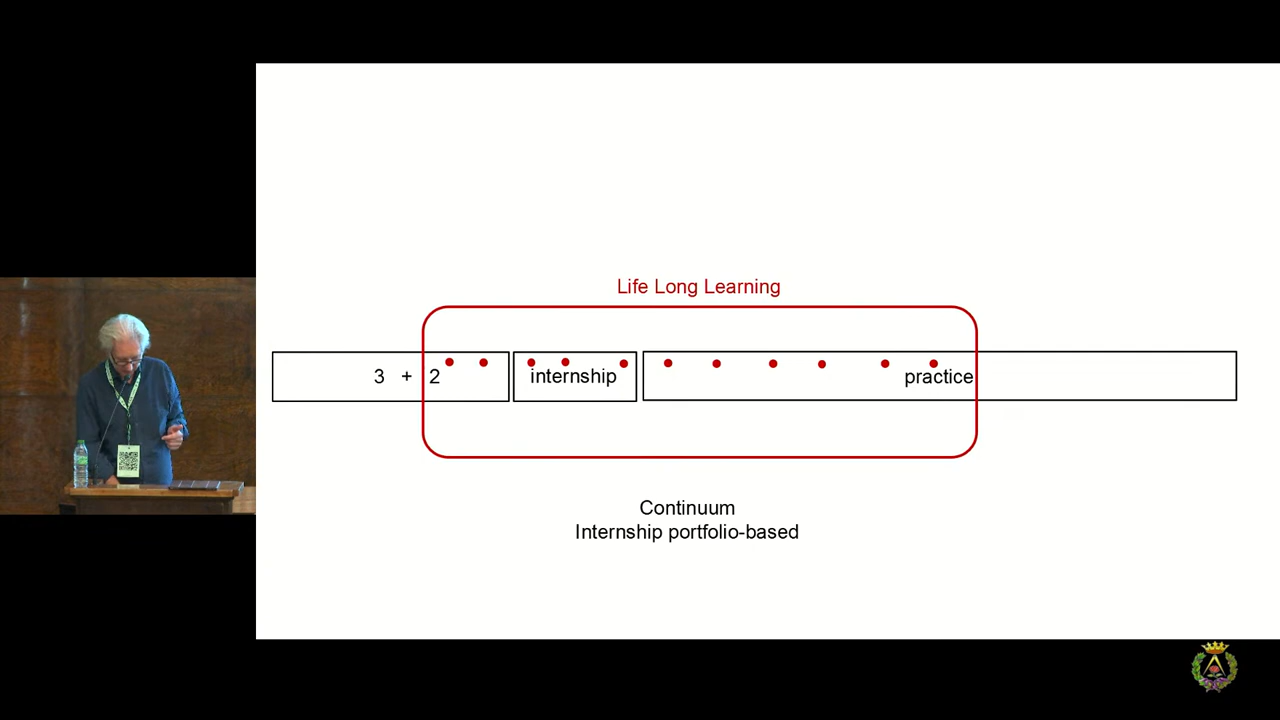 Life Long Learning
3 + 2
internship
practice
Continuum
Internship portfolio-based